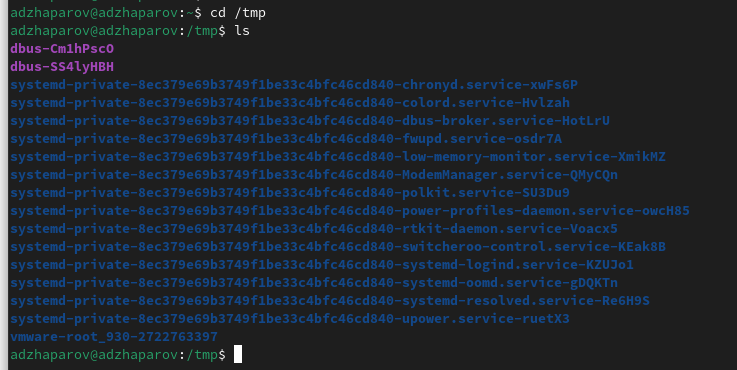 adzhaparov@adzhaparov:~$ cd /tmp
adzhaparov@adzhaparov:/tmp$ ls
dbus-Cm1hPscO
dbus-SS4lyHBH
systemd-private-8ec379e69b3749f1be33c4bfc46cd840-chronyd.service-xwFs6P
systemd-private-8ec379e69b3749f1be33c4bfc46cd840-colord.service-Hvlzah
systemd-private-8ec379e69b3749f1be33c4bfc46cd840-dbus-broker.service-HotLrU
systemd-private-8ec379e69b3749f1be33c4bfc46cd840-fwupd.service-osdr7A
systemd-private-8ec379e69b3749f1be33c4bfc46cd840-low-memory-monitor.service-XmikMZ
systemd-private-8ec379e69b3749f1be33c4bfc46cd840-ModemManager.service-QMyCQn
systemd-private-8ec379e69b3749f1be33c4bfc46cd840-polkit.service-SU3Du9
systemd-private-8ec379e69b3749f1be33c4bfc46cd840-power-profiles-daemon.service-owcH85
systemd-private-8ec379e69b3749f1be33c4bfc46cd840-rtkit-daemon.service-Voacx5
systemd-private-8ec379e69b3749f1be33c4bfc46cd840-switcheroo-control.service-KEak8B
systemd-private-8ec379e69b3749f1be33c4bfc46cd840-systemd-logind.service-KZUJo1
systemd-private-8ec379e69b3749f1be33c4bfc46cd840-systemd-oomd.service-gDQKTn
systemd-private-8ec379e69b3749f1be33c4bfc46cd840-systemd-resolved.service-Re6H9S
systemd-private-8ec379e69b3749f1be33c4bfc46cd840-upower.service-ruetX3
vmware-root_930-2722763397
adzhaparov@adzhaparov:/tmp$